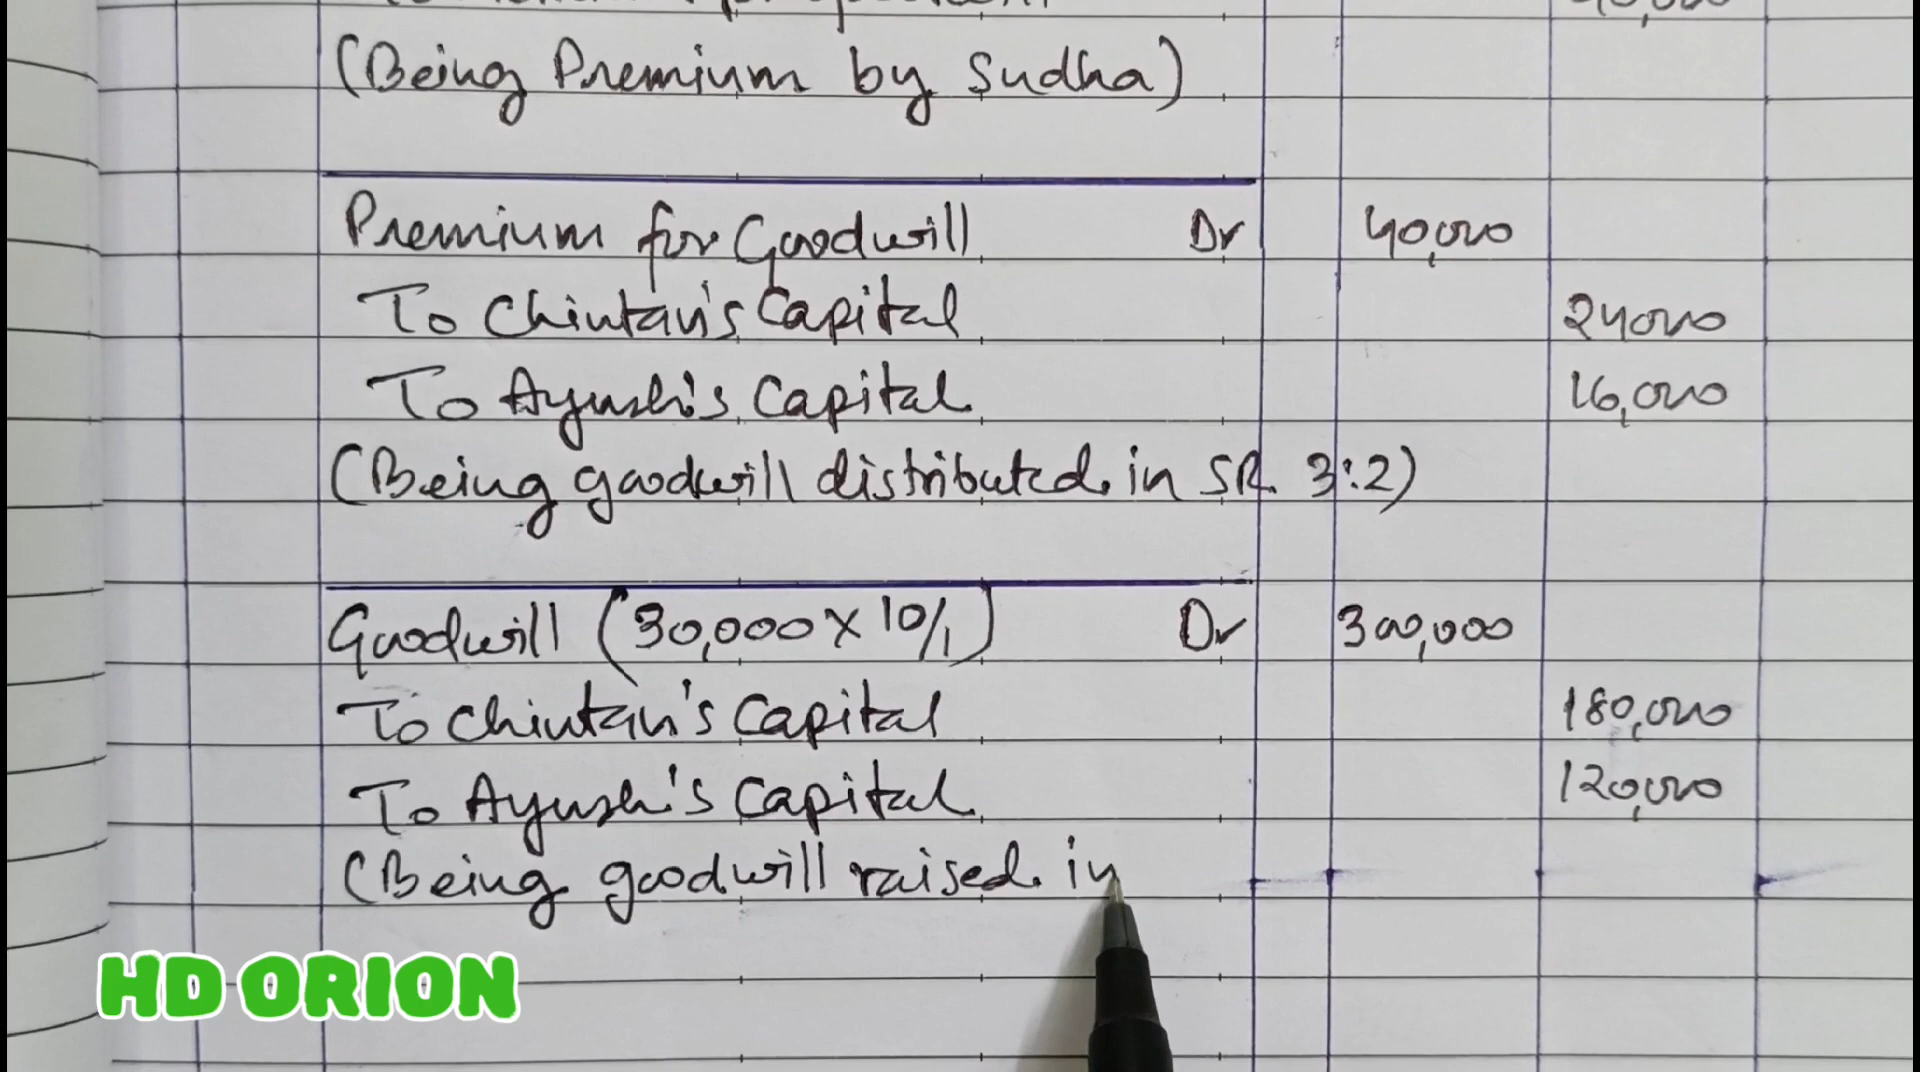 (Being Premium by Sudha)
Premium for Goodwill Dr 40,000
To Chintan's Capital 24000
To Ayush's Capital 16,000
(Being goodwill distributed in SR 3:2)
Goodwill (30,000 x 10/1) Dr 300,000
To Chintan's Capital 180,000
To Ayush's Capital 120,000
(Being goodwill raised in
HD ORION